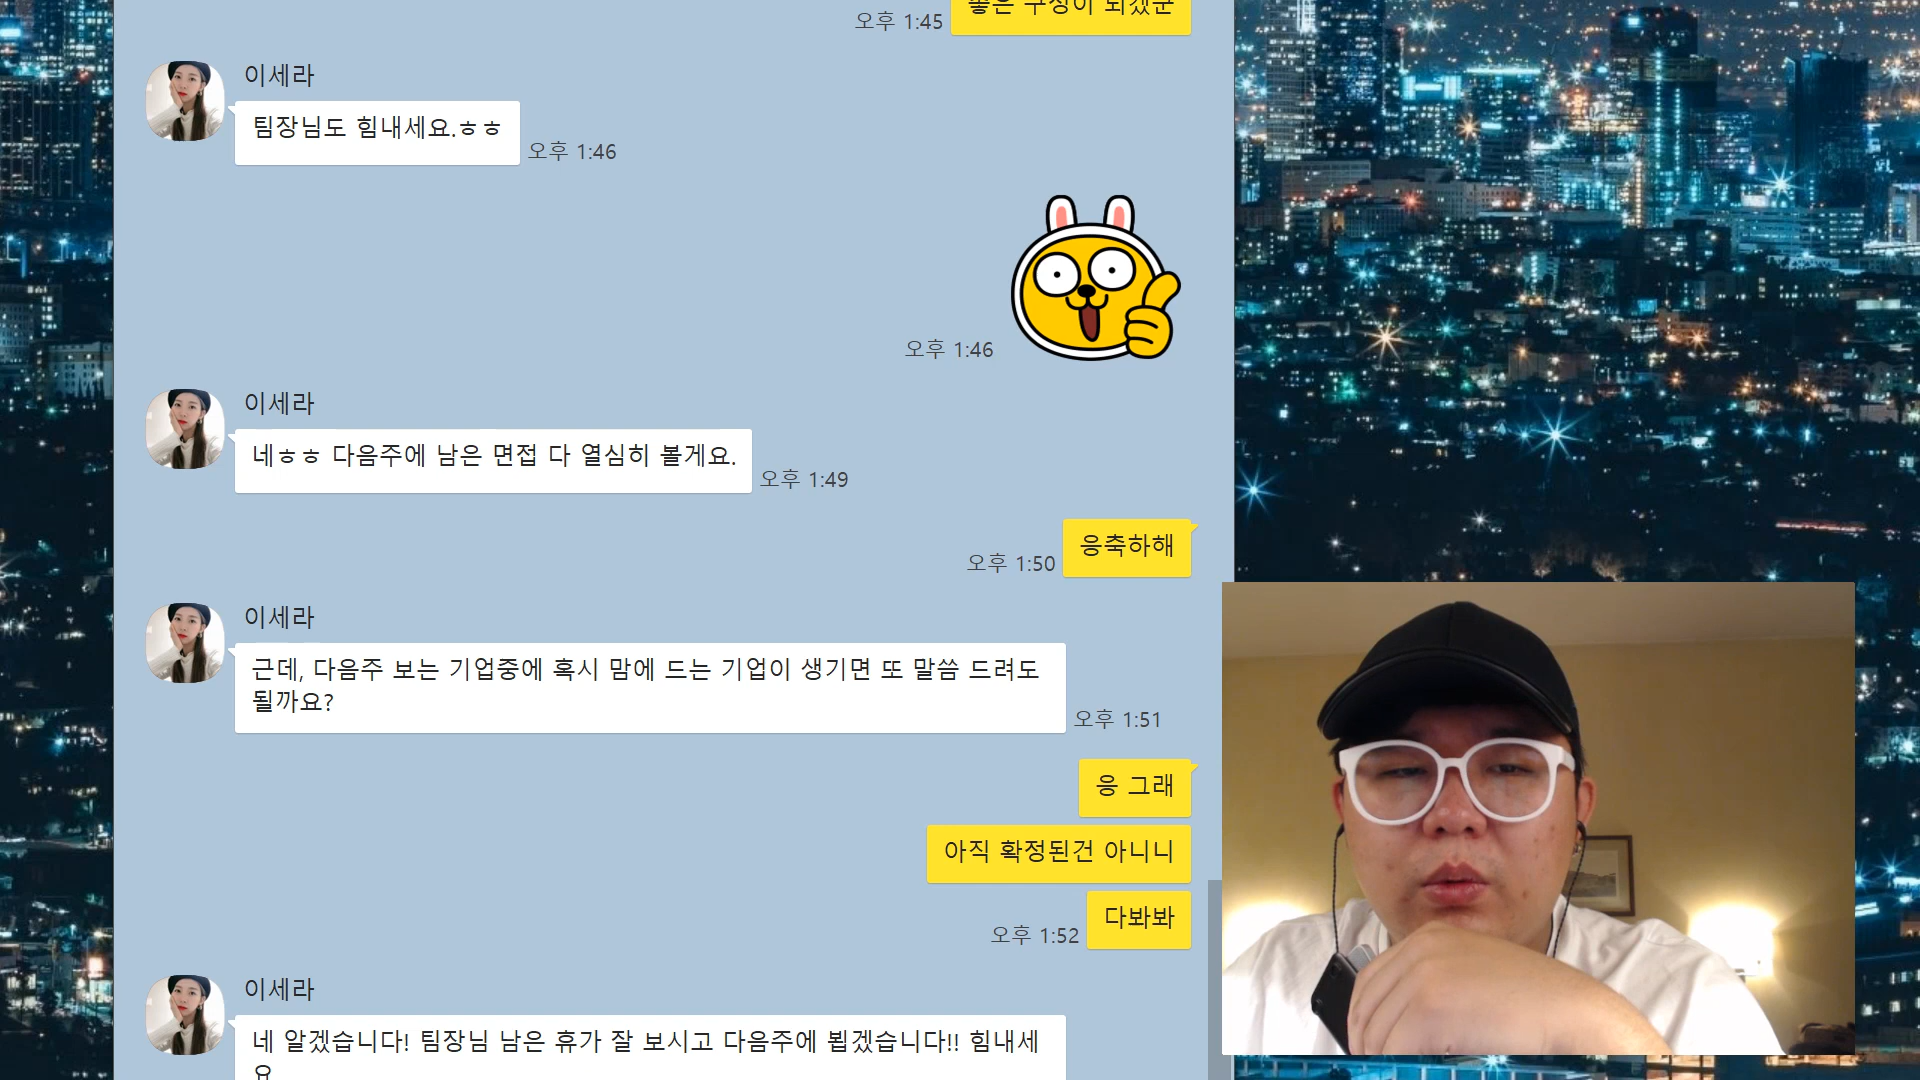 좋은 구성이 되겠군
오후 1:45
이세라
팀장님도 힘내세요.ㅎㅎ
오후 1:46
오후 1:46
이세라
네ㅎㅎ 다음주에 남은 면접 다 열심히 볼게요.
오후 1:49
응축하해
오후 1:50
이세라
근데, 다음주 보는 기업중에 혹시 맘에 드는 기업이 생기면 또 말씀 드려도
될까요?
오후 1:51
응 그래
아직 확정된건 아니니
다봐봐
오후 1:52
이세라
네 알겠습니다! 팀장님 남은 휴가 잘 보시고 다음주에 뵙겠습니다!! 힘내세
요